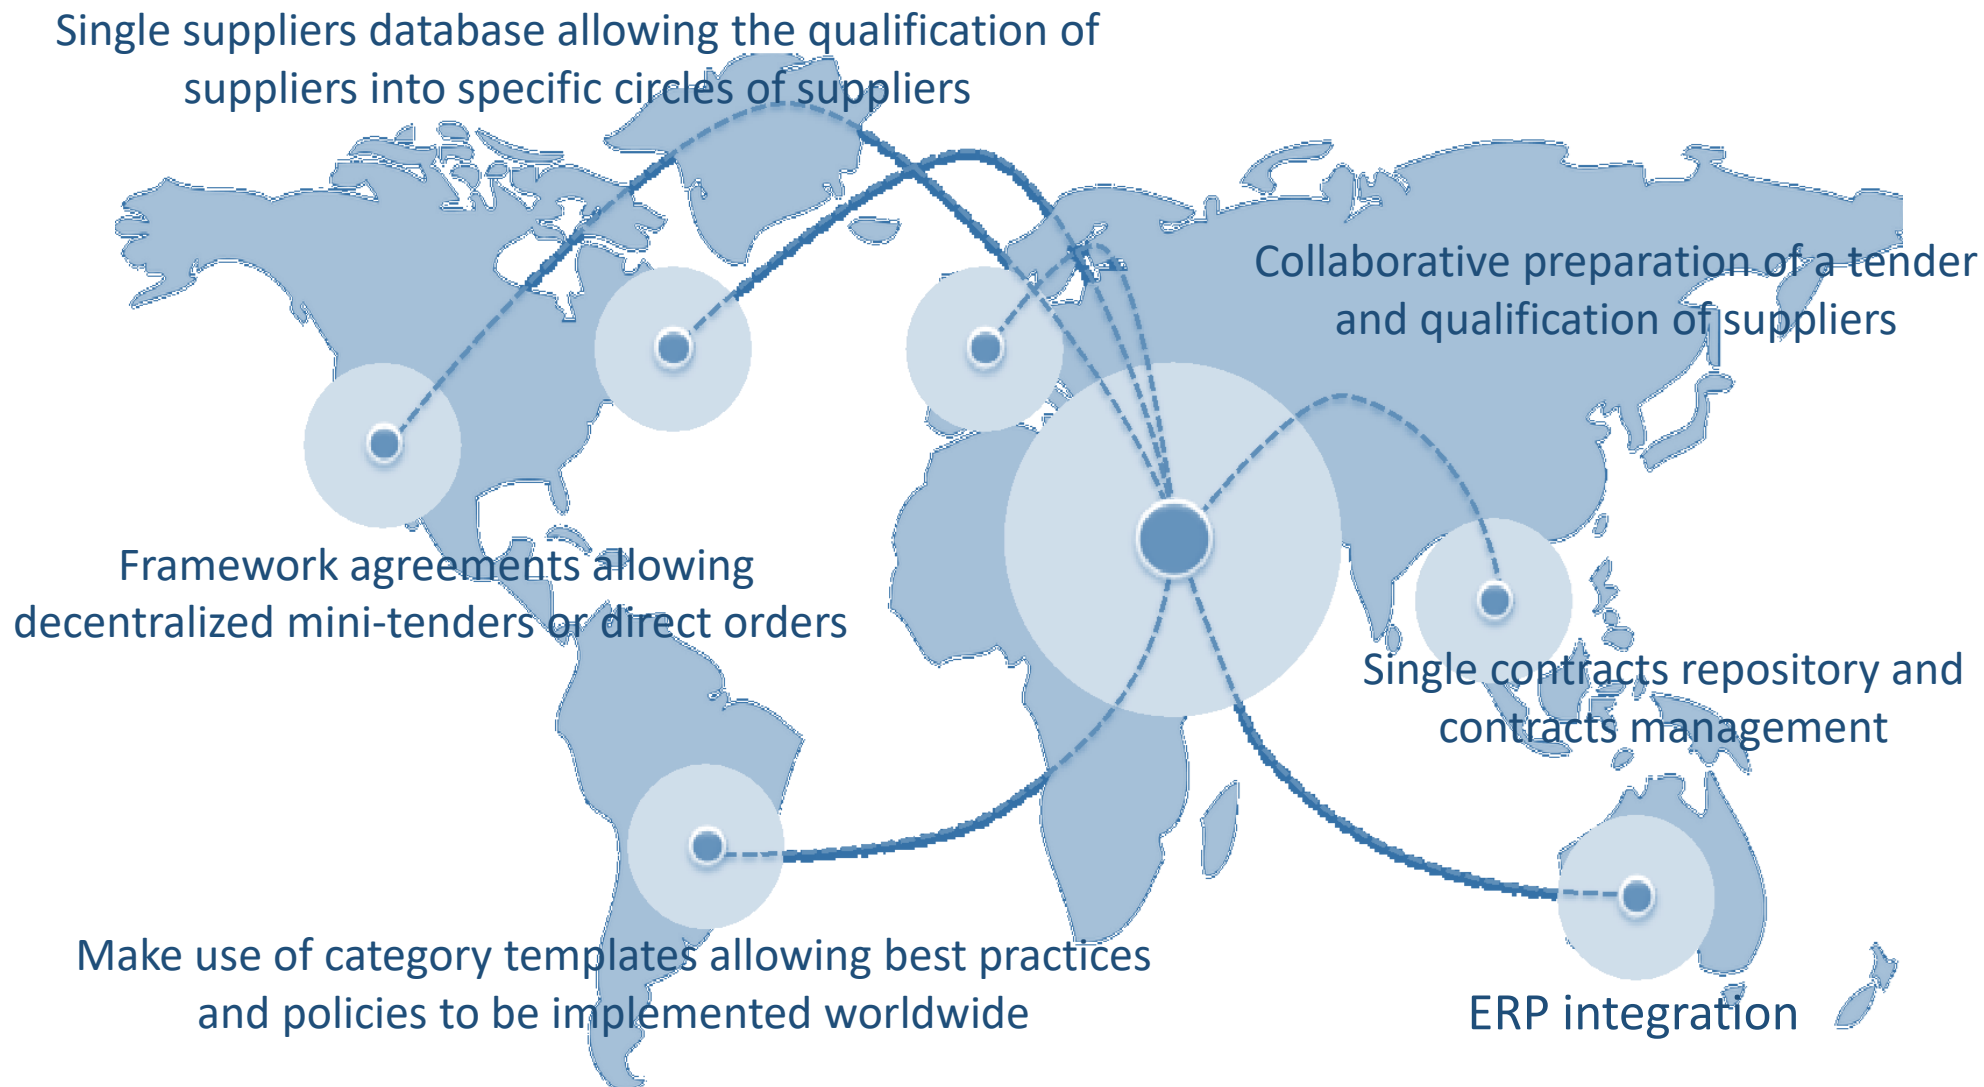 Single suppliers database allowing the qualification of
suppliers into specific circles of suppliers
Collaborative preparation of a tender
and qualification of suppliers
Framework agreements allowing
decentralized mini-tenders or direct orders
Single contracts repository and
contracts management
Make use of category templates allowing best practices
and policies to be implemented worldwide
ERP integration